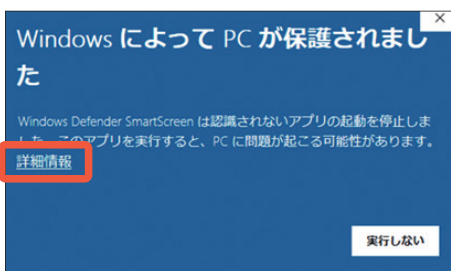 Windows によって PC が保護されまし
た
Windows Defender SmartScreen は認識されないアプリの起動を停止しま
した。このアプリを実行すると、PC に問題が起こる可能性があります。
詳細情報
実行しない